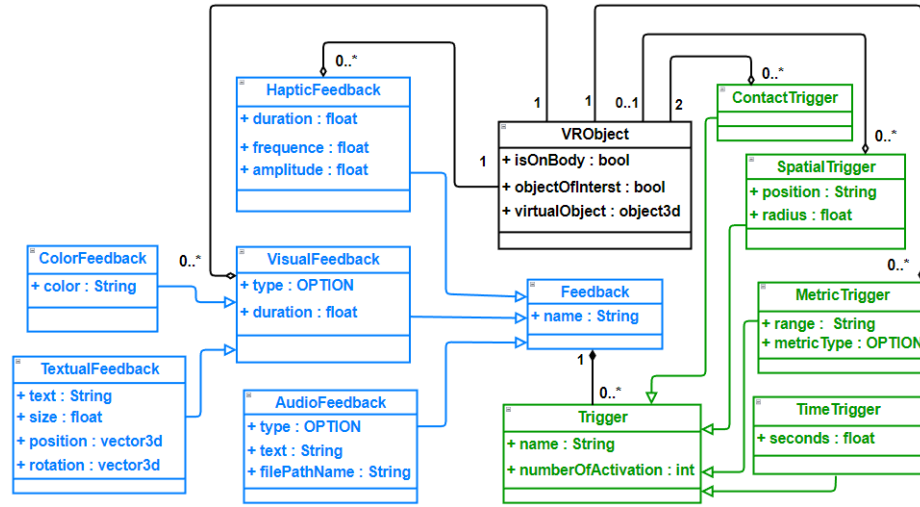 HapticFeedback
+ duration : float
+ frequence : float
+ amplitude : float
0..*
1
1
1
0..1
2
0..*
VRObject
+ isOnBody : bool
+ objectOfInterst : bool
+ virtualObject : object3d
ContactTrigger
0..*
SpatialTrigger
+ position : String
+ radius : float
ColorFeedback
+ color : String
0..*
VisualFeedback
+ type : OPTION
+ duration : float
Feedback
+ name : String
0..*
MetricTrigger
+ range : String
+ metricType : OPTION
TextualFeedback
+ text : String
+ size : float
+ position : vector3d
+ rotation : vector3d
AudioFeedback
+ type : OPTION
+ text : String
+ filePathName : String
1
0..*
Trigger
+ name : String
+ numberOfActivation : int
TimeTrigger
+ seconds : float